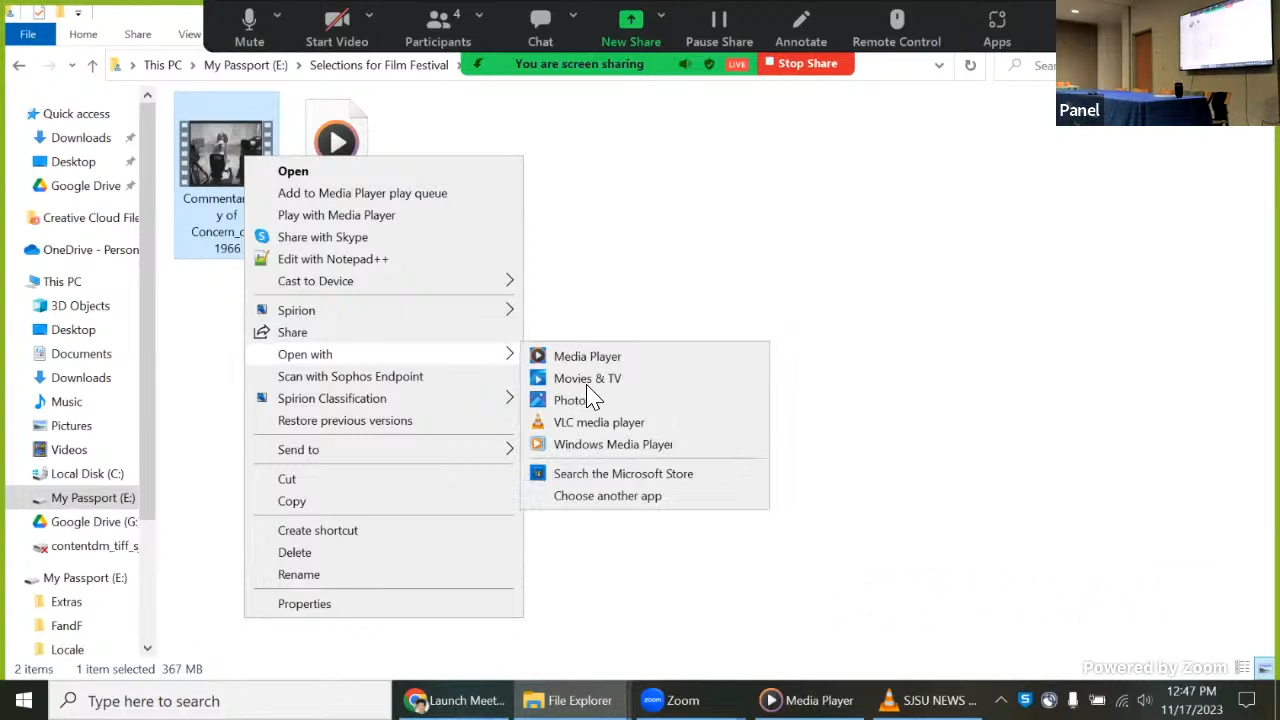 Mute
Start Video
4
Participants
Chat
New Share
Pause Share
Annotate
Remote Control
Apps
File
Home
Share
View
You are screen sharing
LIVE
Stop Share
This PC
My Passport (E:)
Selections for Film Festival
Panel
Quick access
Downloads
Desktop
Google Drive
Creative Cloud File
OneDrive - Person
This PC
3D Objects
Desktop
Documents
Downloads
Music
Pictures
Videos
Local Disk (C:)
My Passport (E:)
Google Drive (G:
contentdm_tiff_s
My Passport (E:)
Extras
FandF
Locale
Commentar
y of
Concern_c
1966
Open
Add to Media Player play queue
Play with Media Player
Share with Skype
Edit with Notepad++
Cast to Device
Spirion
Share
Open with
Scan with Sophos Endpoint
Spirion Classification
Restore previous versions
Send to
Cut
Copy
Create shortcut
Delete
Rename
Properties
Media Player
Movies & TV
Photo
VLC media player
Windows Media Player
Search the Microsoft Store
Choose another app
2 items
1 item selected 367 MB
Powered by Zoom
Type here to search
Launch Meet...
File Explorer
zoom
Zoom
Media Player
SJSU NEWS ...
12:47 PM
11/17/2023